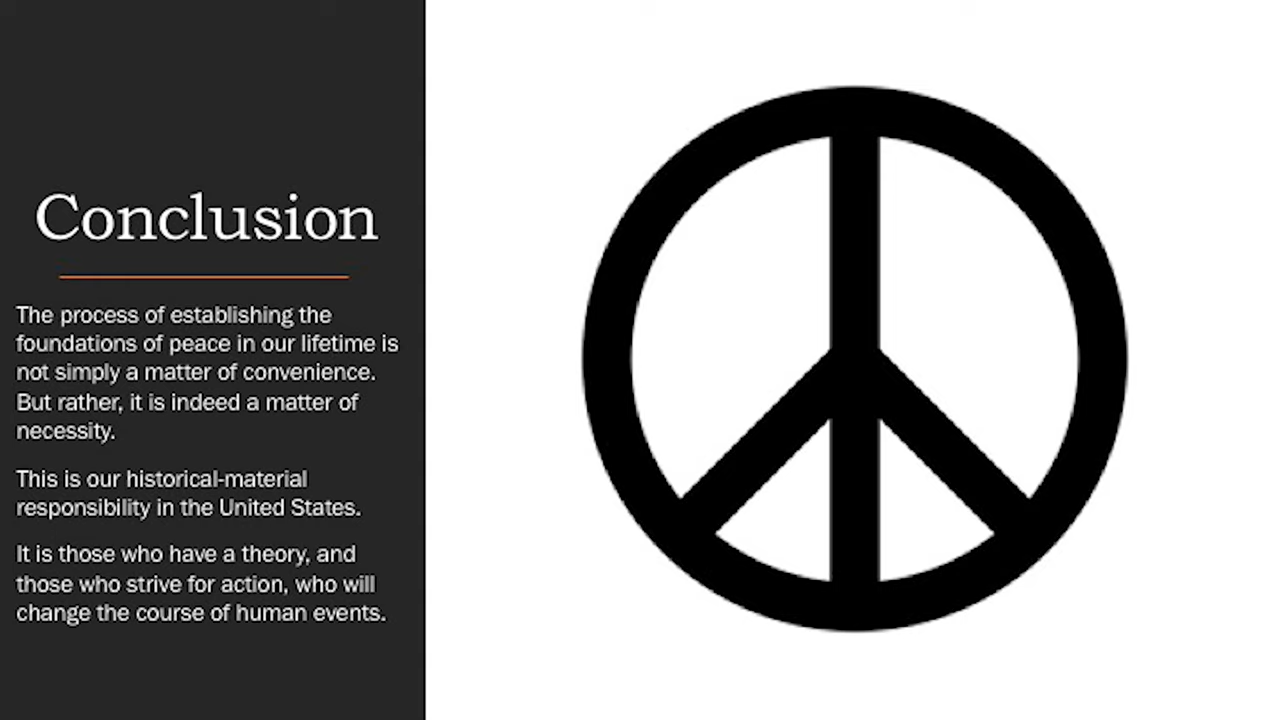 Conclusion
The process of establishing the
foundations of peace in our lifetime is
not simply a matter of convenience.
But rather, it is indeed a matter of
necessity.
This is our historical-material
responsibility in the United States.
It is those who have a theory, and
those who strive for action, who will
change the course of human events.